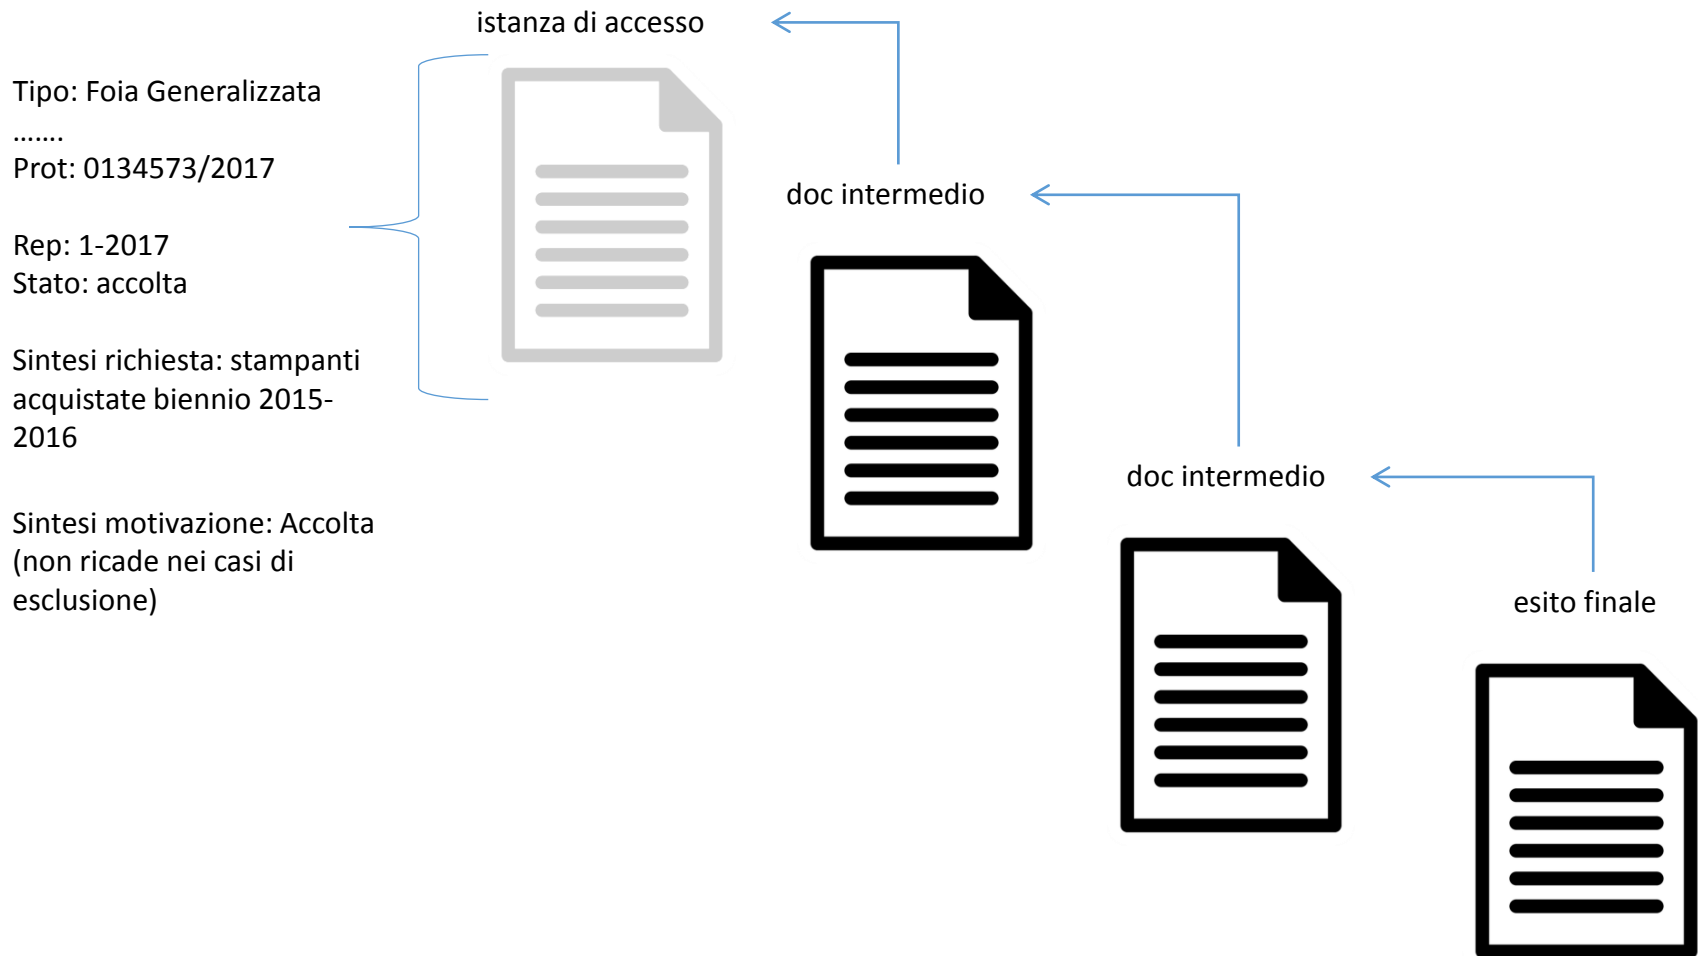 istanza di accesso
Tipo: Foia Generalizzata
.......
Prot: 0134573/2017
Rep: 1-2017
Stato: accolta
Sintesi richiesta: stampanti
acquistate biennio 2015-
2016
Sintesi motivazione: Accolta
(non ricade nei casi di
esclusione)
doc intermedio
doc intermedio
esito finale